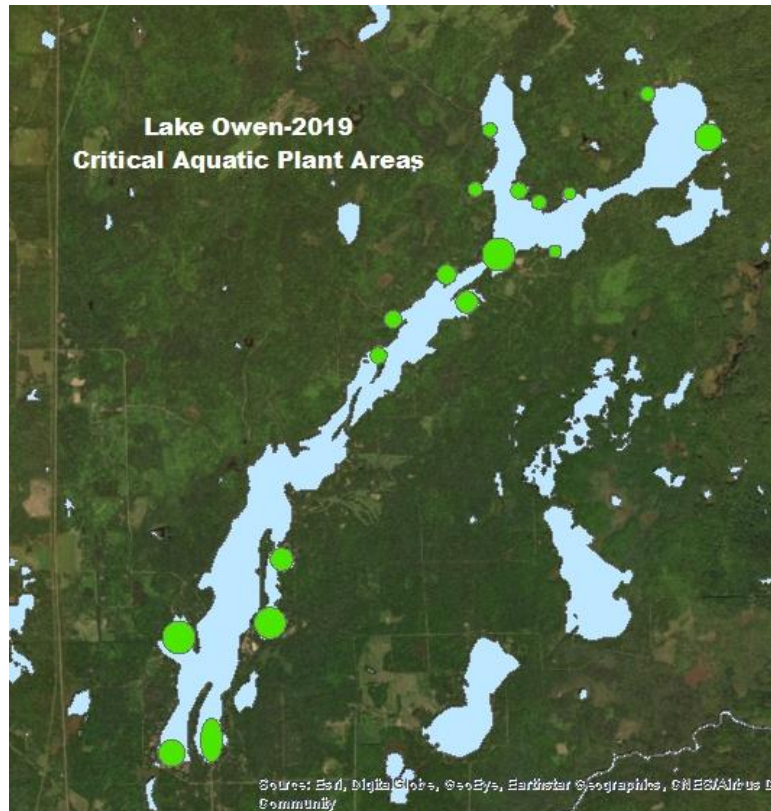 Lake Owen-2019
Critical Aquatic Plant Areas
Source: Esri, DigitalGlobe, GeoEye, Earthstar Geographics, CNES/Airbus D
Community